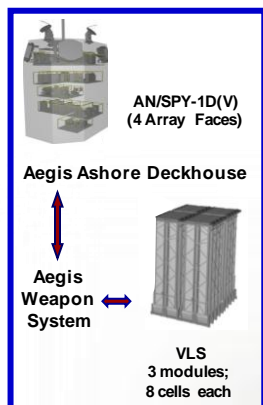 AN/SPY-1D(V)
(4 Array Faces)
Aegis Ashore Deckhouse
Aegis
Weapon
System
VLS
3 modules;
8 cells each